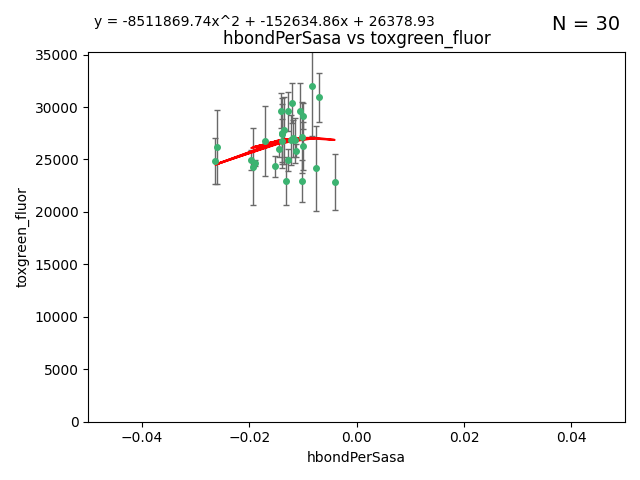 y = -8511869.74x^2 + -152634.86x + 26378.93
N = 30
hbondPerSasa vs toxgreen_fluor
35000
30000
25000
20000
15000
10000
5000
0
toxgreen_fluor
−0.04
−0.02
0.00
0.02
0.04
hbondPerSasa